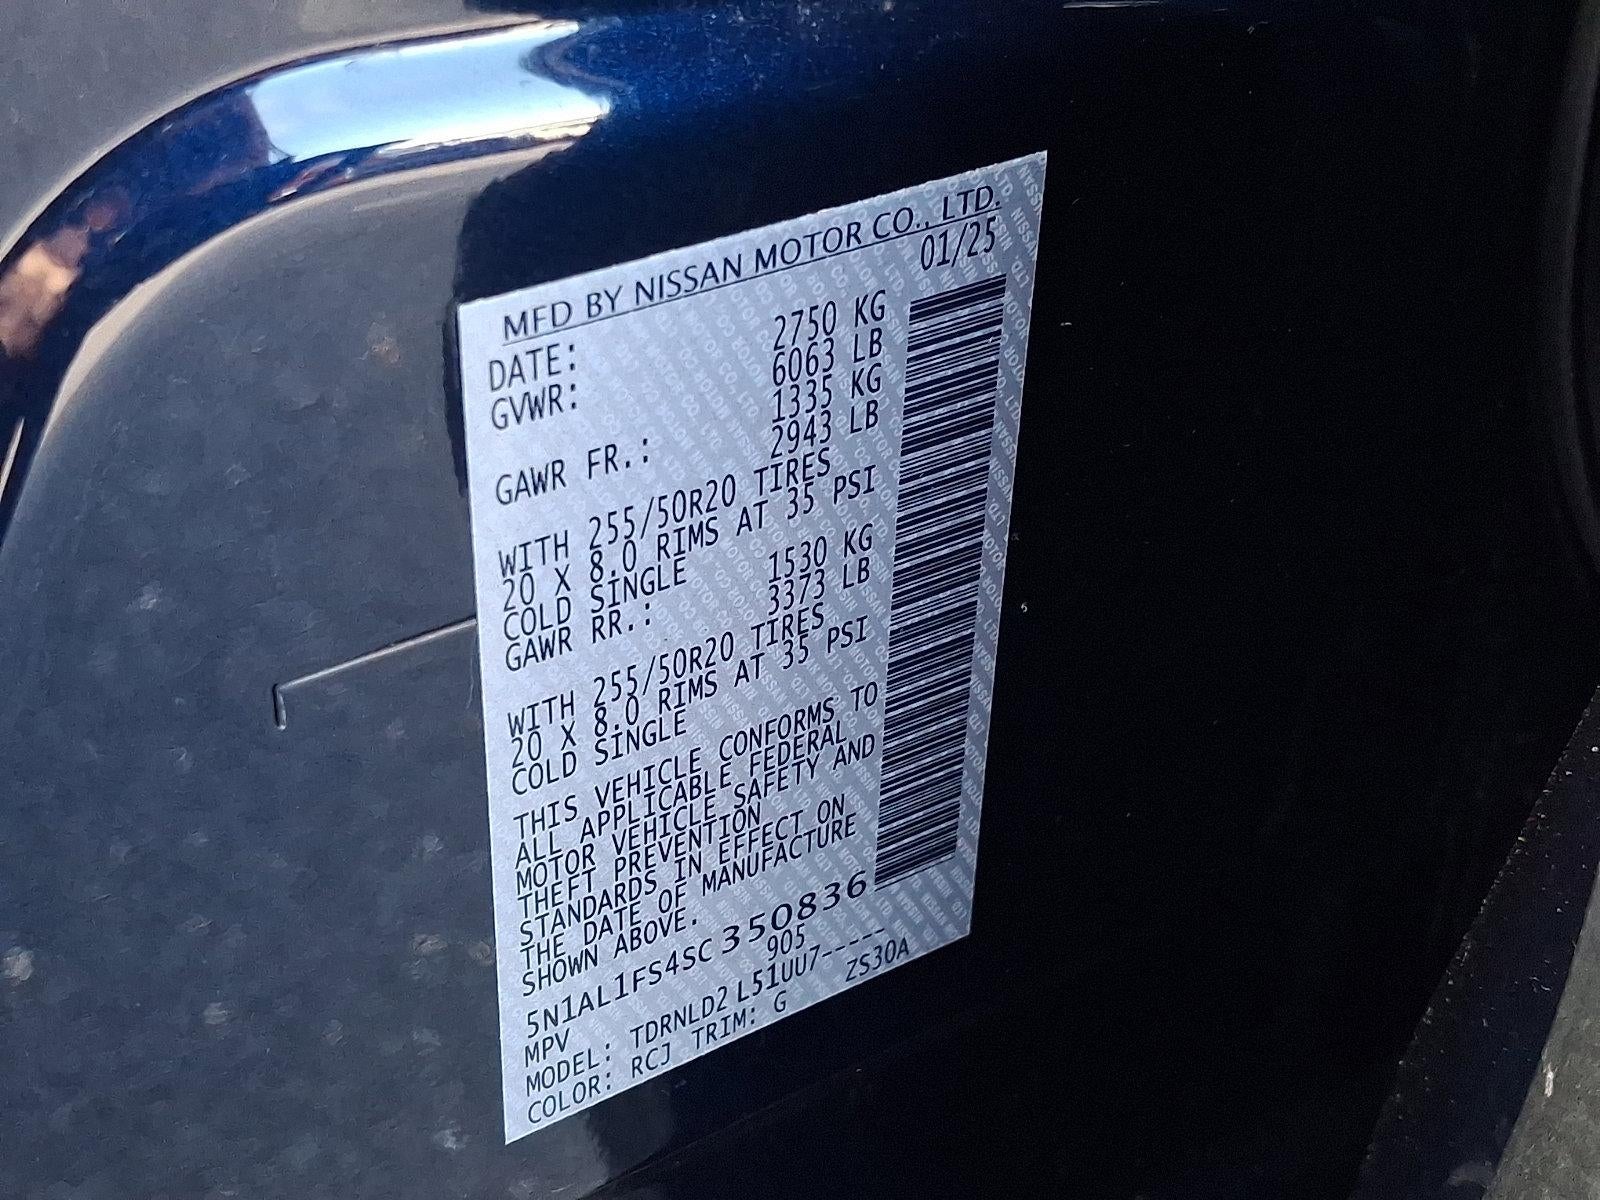 MFD BY NISSAN MOTOR CO., LTD.
DATE: 01/25
GVWR: 2750 KG
6063 LB
GAWR FR.: 1335 KG
2943 LB
WITH 255/50R20 TIRES
20 X 8.0 RIMS AT 35 PSI
COLD SINGLE
GAWR RR.: 1530 KG
3373 LB
WITH 255/50R20 TIRES
20 X 8.0 RIMS AT 35 PSI
COLD SINGLE
THIS VEHICLE CONFORMS TO
ALL APPLICABLE FEDERAL
MOTOR VEHICLE SAFETY AND
THEFT PREVENTION
STANDARDS IN EFFECT ON
THE DATE OF MANUFACTURE
SHOWN ABOVE.
5N1AL1FS4SC350836
MPV 905
MODEL: TDRNLD2 L51UU7-----
COLOR: RCJ TRIM: G ZS30A